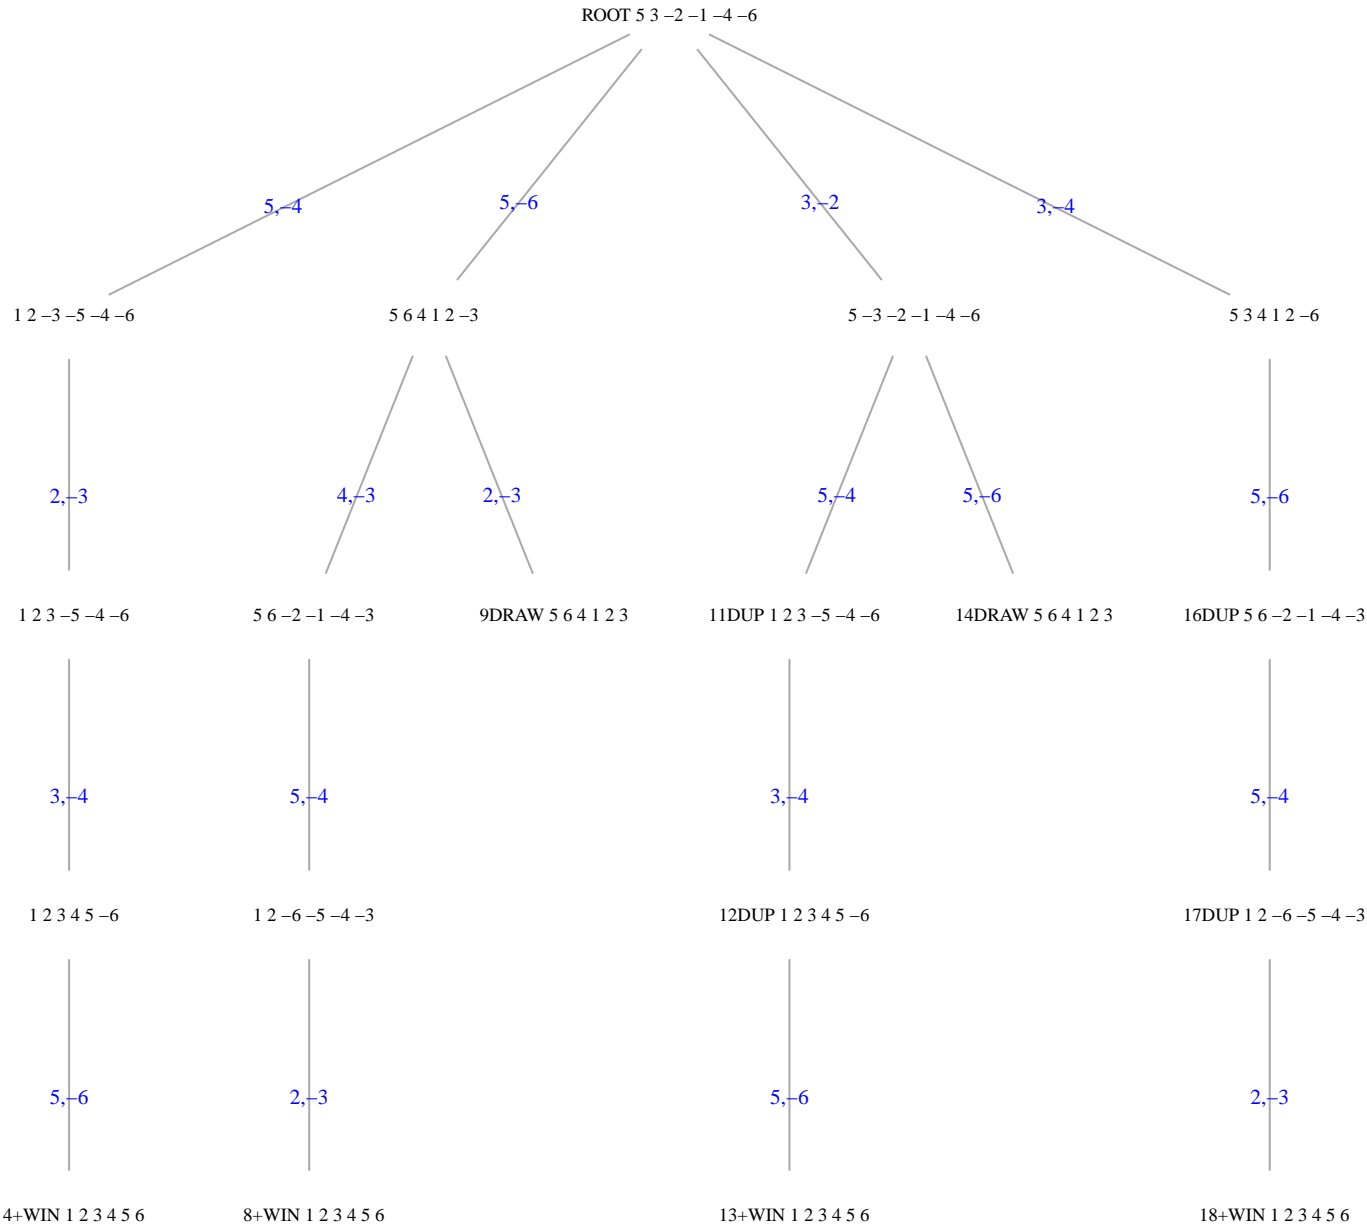 ROOT 5 3 –2 –1 –4 –6
5,–4
5,–6
3,–2
3,–4
1 2 –3 –5 –4 –6
5 6 4 1 2 –3
5 –3 –2 –1 –4 –6
5 3 4 1 2 –6
2,–3
4,–3
2,–3
5,–4
5,–6
5,–6
1 2 3 –5 –4 –6
5 6 –2 –1 –4 –3
9DRAW 5 6 4 1 2 3
11DUP 1 2 3 –5 –4 –6
14DRAW 5 6 4 1 2 3
16DUP 5 6 –2 –1 –4 –3
3,–4
5,–4
3,–4
5,–4
1 2 3 4 5 –6
1 2 –6 –5 –4 –3
12DUP 1 2 3 4 5 –6
17DUP 1 2 –6 –5 –4 –3
5,–6
2,–3
5,–6
2,–3
4+WIN 1 2 3 4 5 6
8+WIN 1 2 3 4 5 6
13+WIN 1 2 3 4 5 6
18+WIN 1 2 3 4 5 6